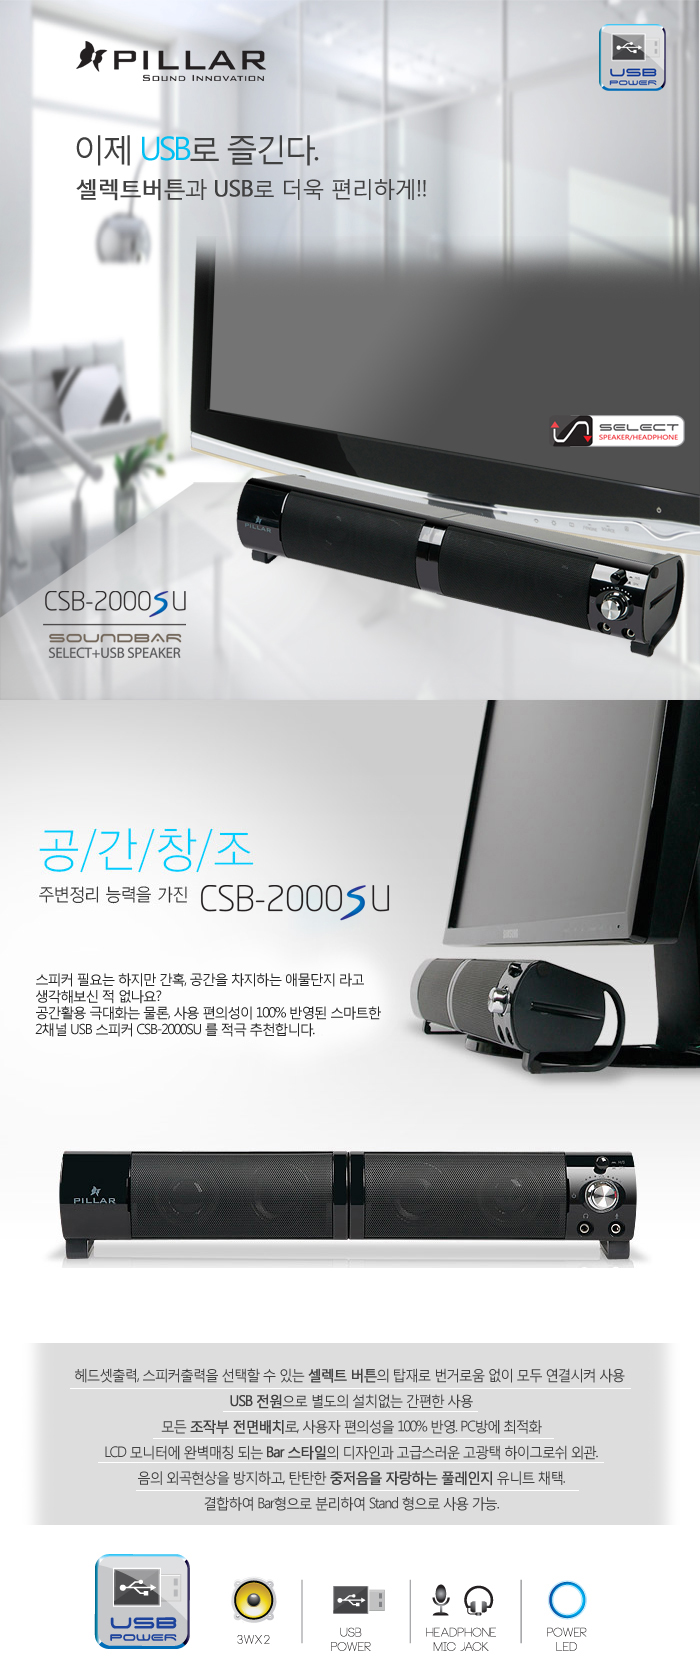 PILLAR
SOUND INNOVATION
USB
POWER
이제 USB로 즐긴다.
셀렉트버튼과 USB로 더욱 편리하게!!
SELECT
SPEAKER/HEADPHONE
PILLAR
CSB-2000SU
SOUNDBAR
SELECT+USB SPEAKER
공/간/창/조
주변정리 능력을 가진 CSB-2000SU
스피커 필요는 하지만 간혹, 공간을 차지하는 애물단지 라고
생각해보신 적 없나요?
공간활용 극대화는 물론, 사용 편의성이 100% 반영된 스마트한
2채널 USB 스피커 CSB-2000SU 를 적극 추천합니다.
PILLAR
헤드셋출력, 스피커출력을 선택할 수 있는 셀렉트 버튼의 탑재로 번거로움 없이 모두 연결시켜 사용
USB 전원으로 별도의 설치없는 간편한 사용
모든 조작부 전면배치로, 사용자 편의성을 100% 반영. PC방에 최적화
LCD 모니터에 완벽매칭 되는 Bar 스타일의 디자인과 고급스러운 고광택 하이그로쉬 외관.
음의 외곡현상을 방지하고, 탄탄한 중저음을 자랑하는 풀레인지 유니트 채택.
결합하여 Bar형으로 분리하여 Stand 형으로 사용 가능.
USB
POWER
3WX2
USB
POWER
HEADPHONE
MIC JACK
POWER
LED